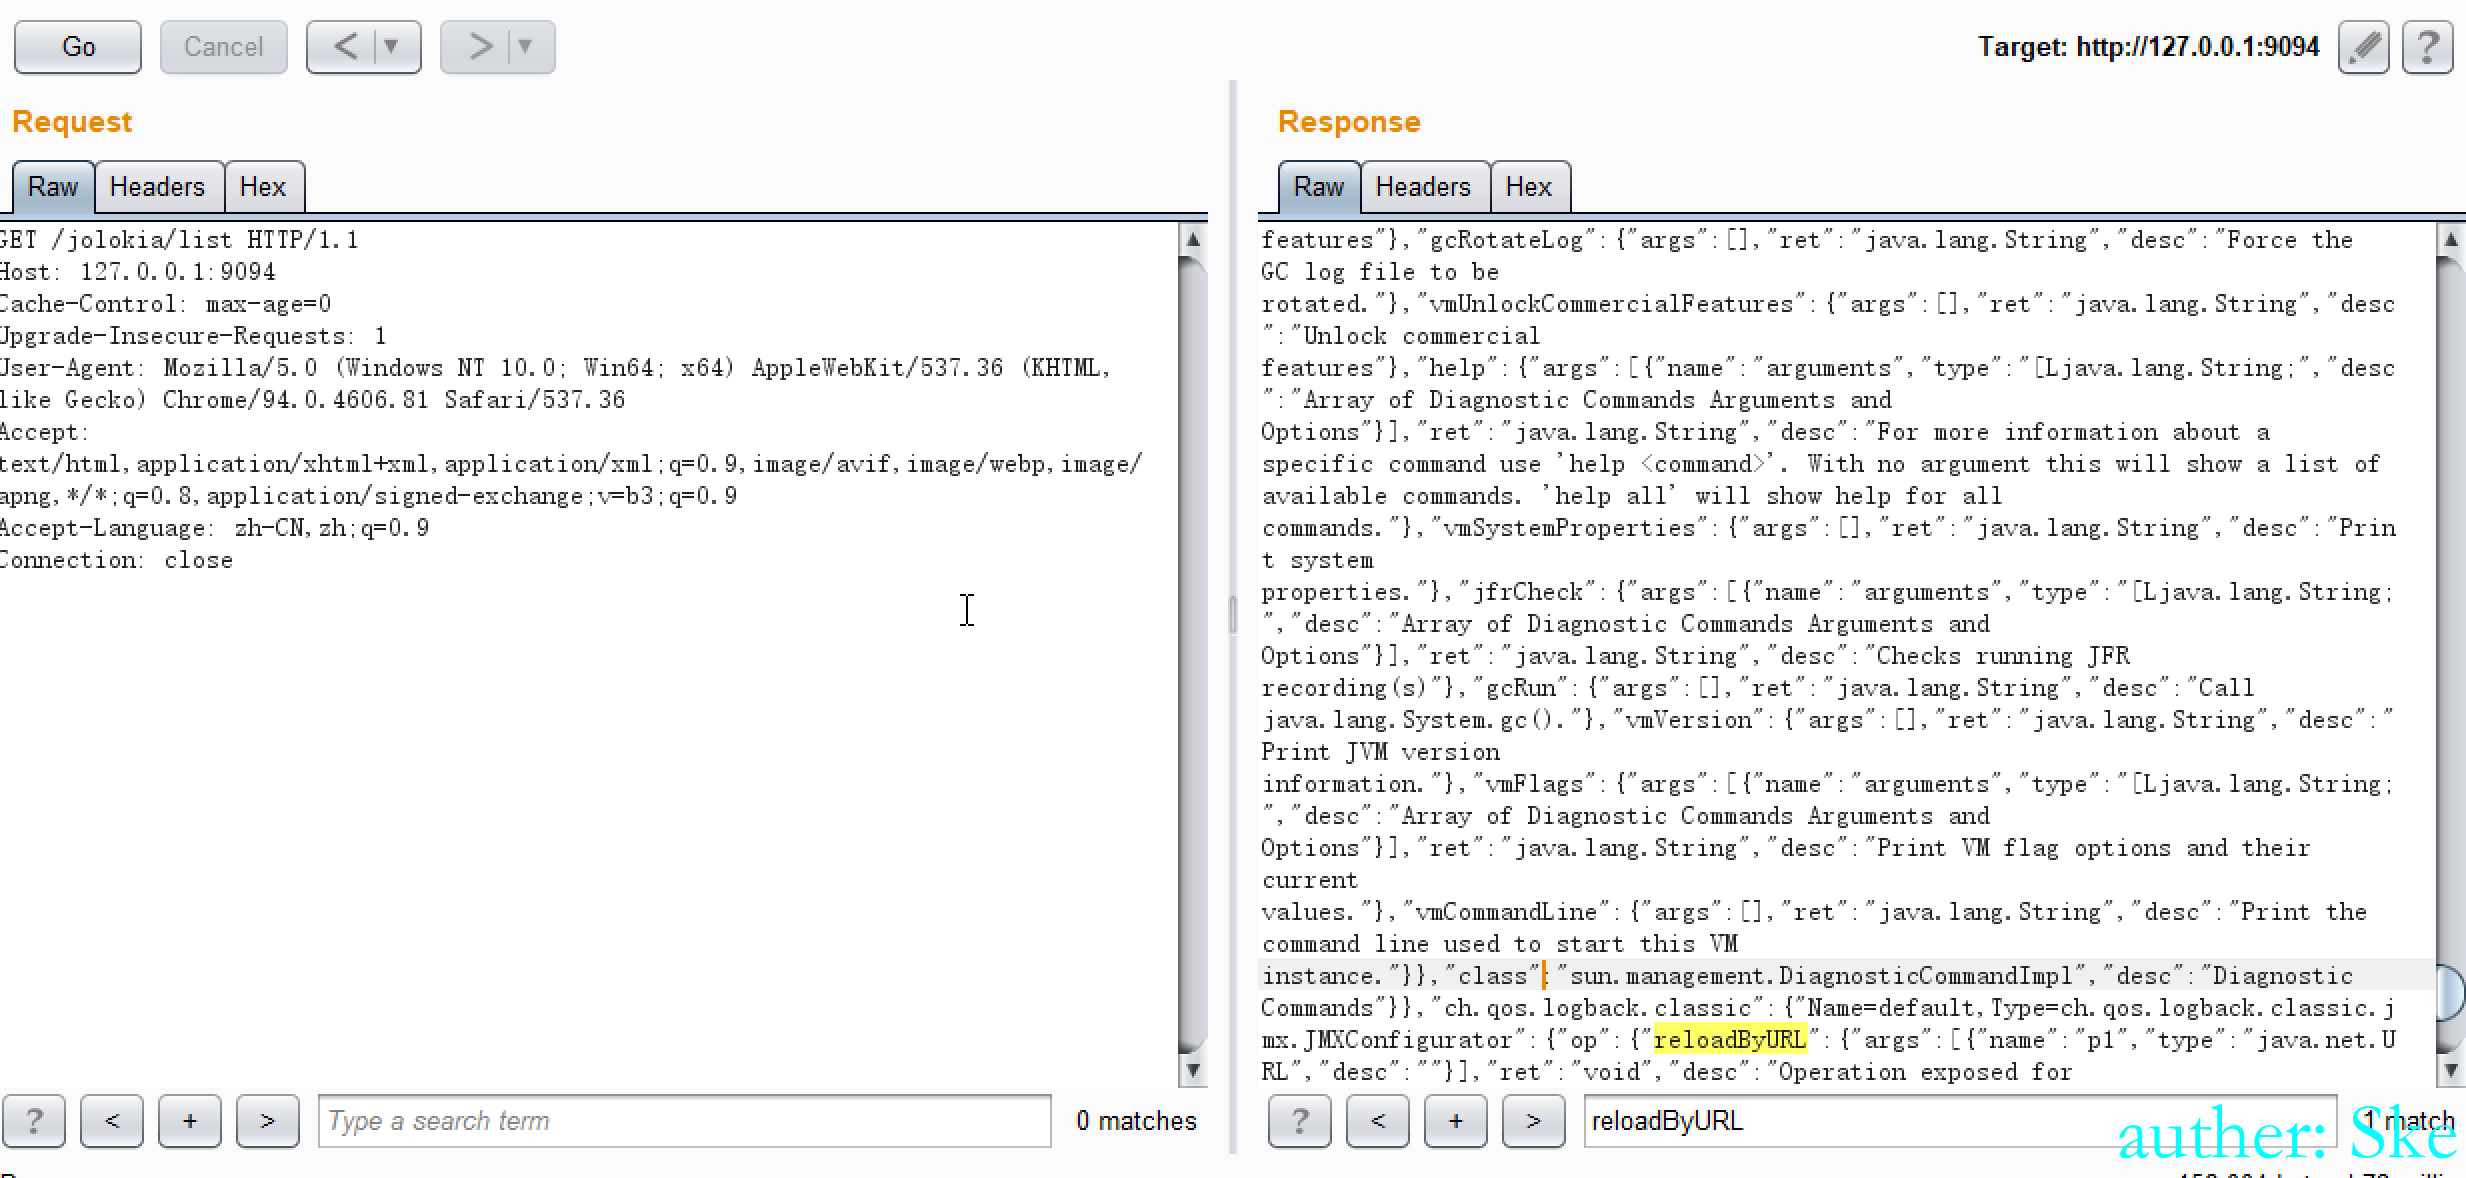 Go
Cancel
<
>
Target: http://127.0.0.1:9094
?
Request
Raw
Headers
Hex
GET /jolokia/list HTTP/1.1
Host: 127.0.0.1:9094
Cache-Control: max-age=0
Upgrade-Insecure-Requests: 1
User-Agent: Mozilla/5.0 (Windows NT 10.0; Win64; x64) AppleWebKit/537.36 (KHTML,
like Gecko) Chrome/94.0.4606.81 Safari/537.36
Accept:
text/html,application/xhtml+xml,application/xml;q=0.9,image/avif,image/webp,image/
apng,*/*;q=0.8,application/signed-exchange;v=b3;q=0.9
Accept-Language: zh-CN,zh;q=0.9
Connection: close
?
<
+
>
Type a search term
0 matches
Response
Raw
Headers
Hex
features"},"gcRotateLog":{"args":[],"ret":"java.lang.String","desc":"Force the
GC log file to be
rotated."},"vmUnlockCommercialFeatures":{"args":[],"ret":"java.lang.String","desc
":"Unlock commercial
features"},"help":{"args":[{"name":"arguments","type":"[Ljava.lang.String;","desc
":"Array of Diagnostic Commands Arguments and
Options"}],"ret":"java.lang.String","desc":"For more information about a
specific command use 'help <command>'. With no argument this will show a list of
available commands. 'help all' will show help for all
commands."},"vmSystemProperties":{"args":[],"ret":"java.lang.String","desc":"Prin
t system
properties."},"jfrCheck":{"args":[{"name":"arguments","type":"[Ljava.lang.String;
","desc":"Array of Diagnostic Commands Arguments and
Options"}],"ret":"java.lang.String","desc":"Checks running JFR
recording(s)"},"gcRun":{"args":[],"ret":"java.lang.String","desc":"Call
java.lang.System.gc()."},"vmVersion":{"args":[],"ret":"java.lang.String","desc":"
Print JVM version
information."},"vmFlags":{"args":[{"name":"arguments","type":"[Ljava.lang.String;
","desc":"Array of Diagnostic Commands Arguments and
Options"}],"ret":"java.lang.String","desc":"Print VM flag options and their
current
values."},"vmCommandLine":{"args":[],"ret":"java.lang.String","desc":"Print the
command line used to start this VM
instance."}},"class":"sun.management.DiagnosticCommandImpl","desc":"Diagnostic
Commands"}},"ch.qos.logback.classic":{"Name=default,Type=ch.qos.logback.classic.j
mx.JMXConfigurator":{"op":{"reloadByURL":{"args":[{"name":"p1","type":"java.net.U
RL","desc":""}],"ret":"void","desc":"Operation exposed for
?
<
+
>
reloadByURL
1 match
auther: Ske